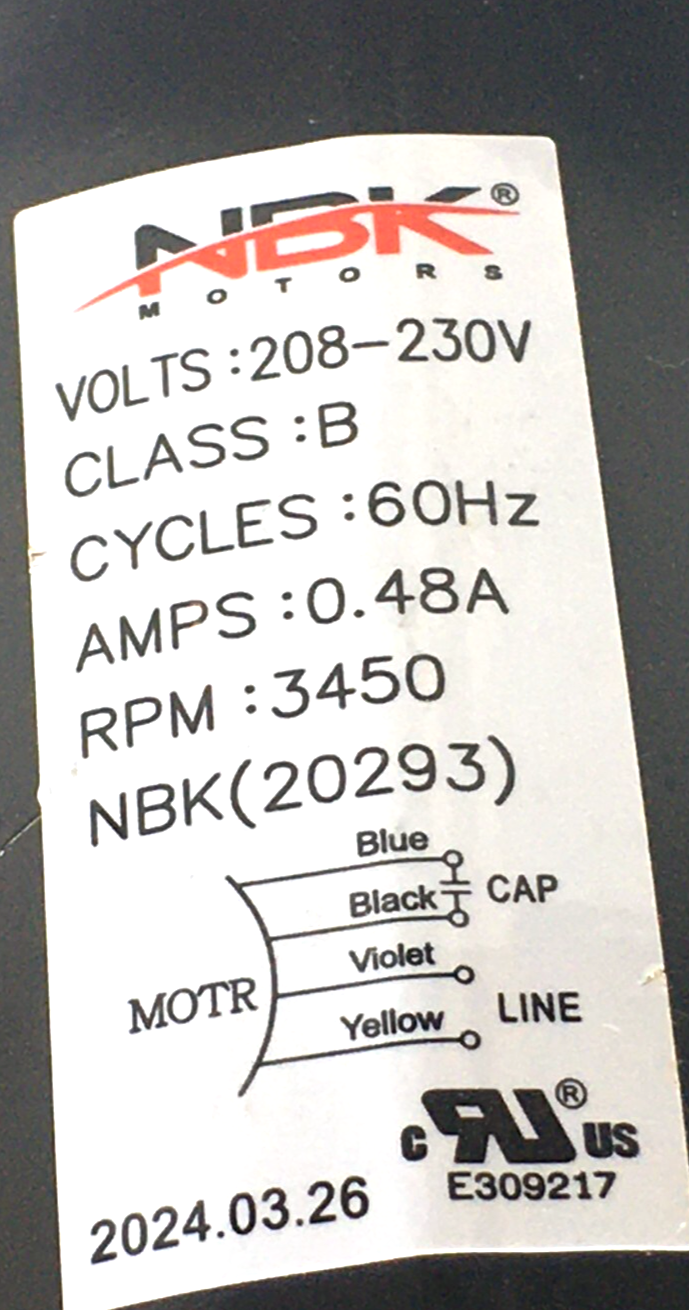 NBK®
MOTORS
VOLTS :208-230V
CLASS :B
CYCLES :60Hz
AMPS :0.48A
RPM :3450
NBK(20293)
Blue
Black CAP
Violet
MOTR
Yellow LINE
c RU® US
E309217
2024.03.26